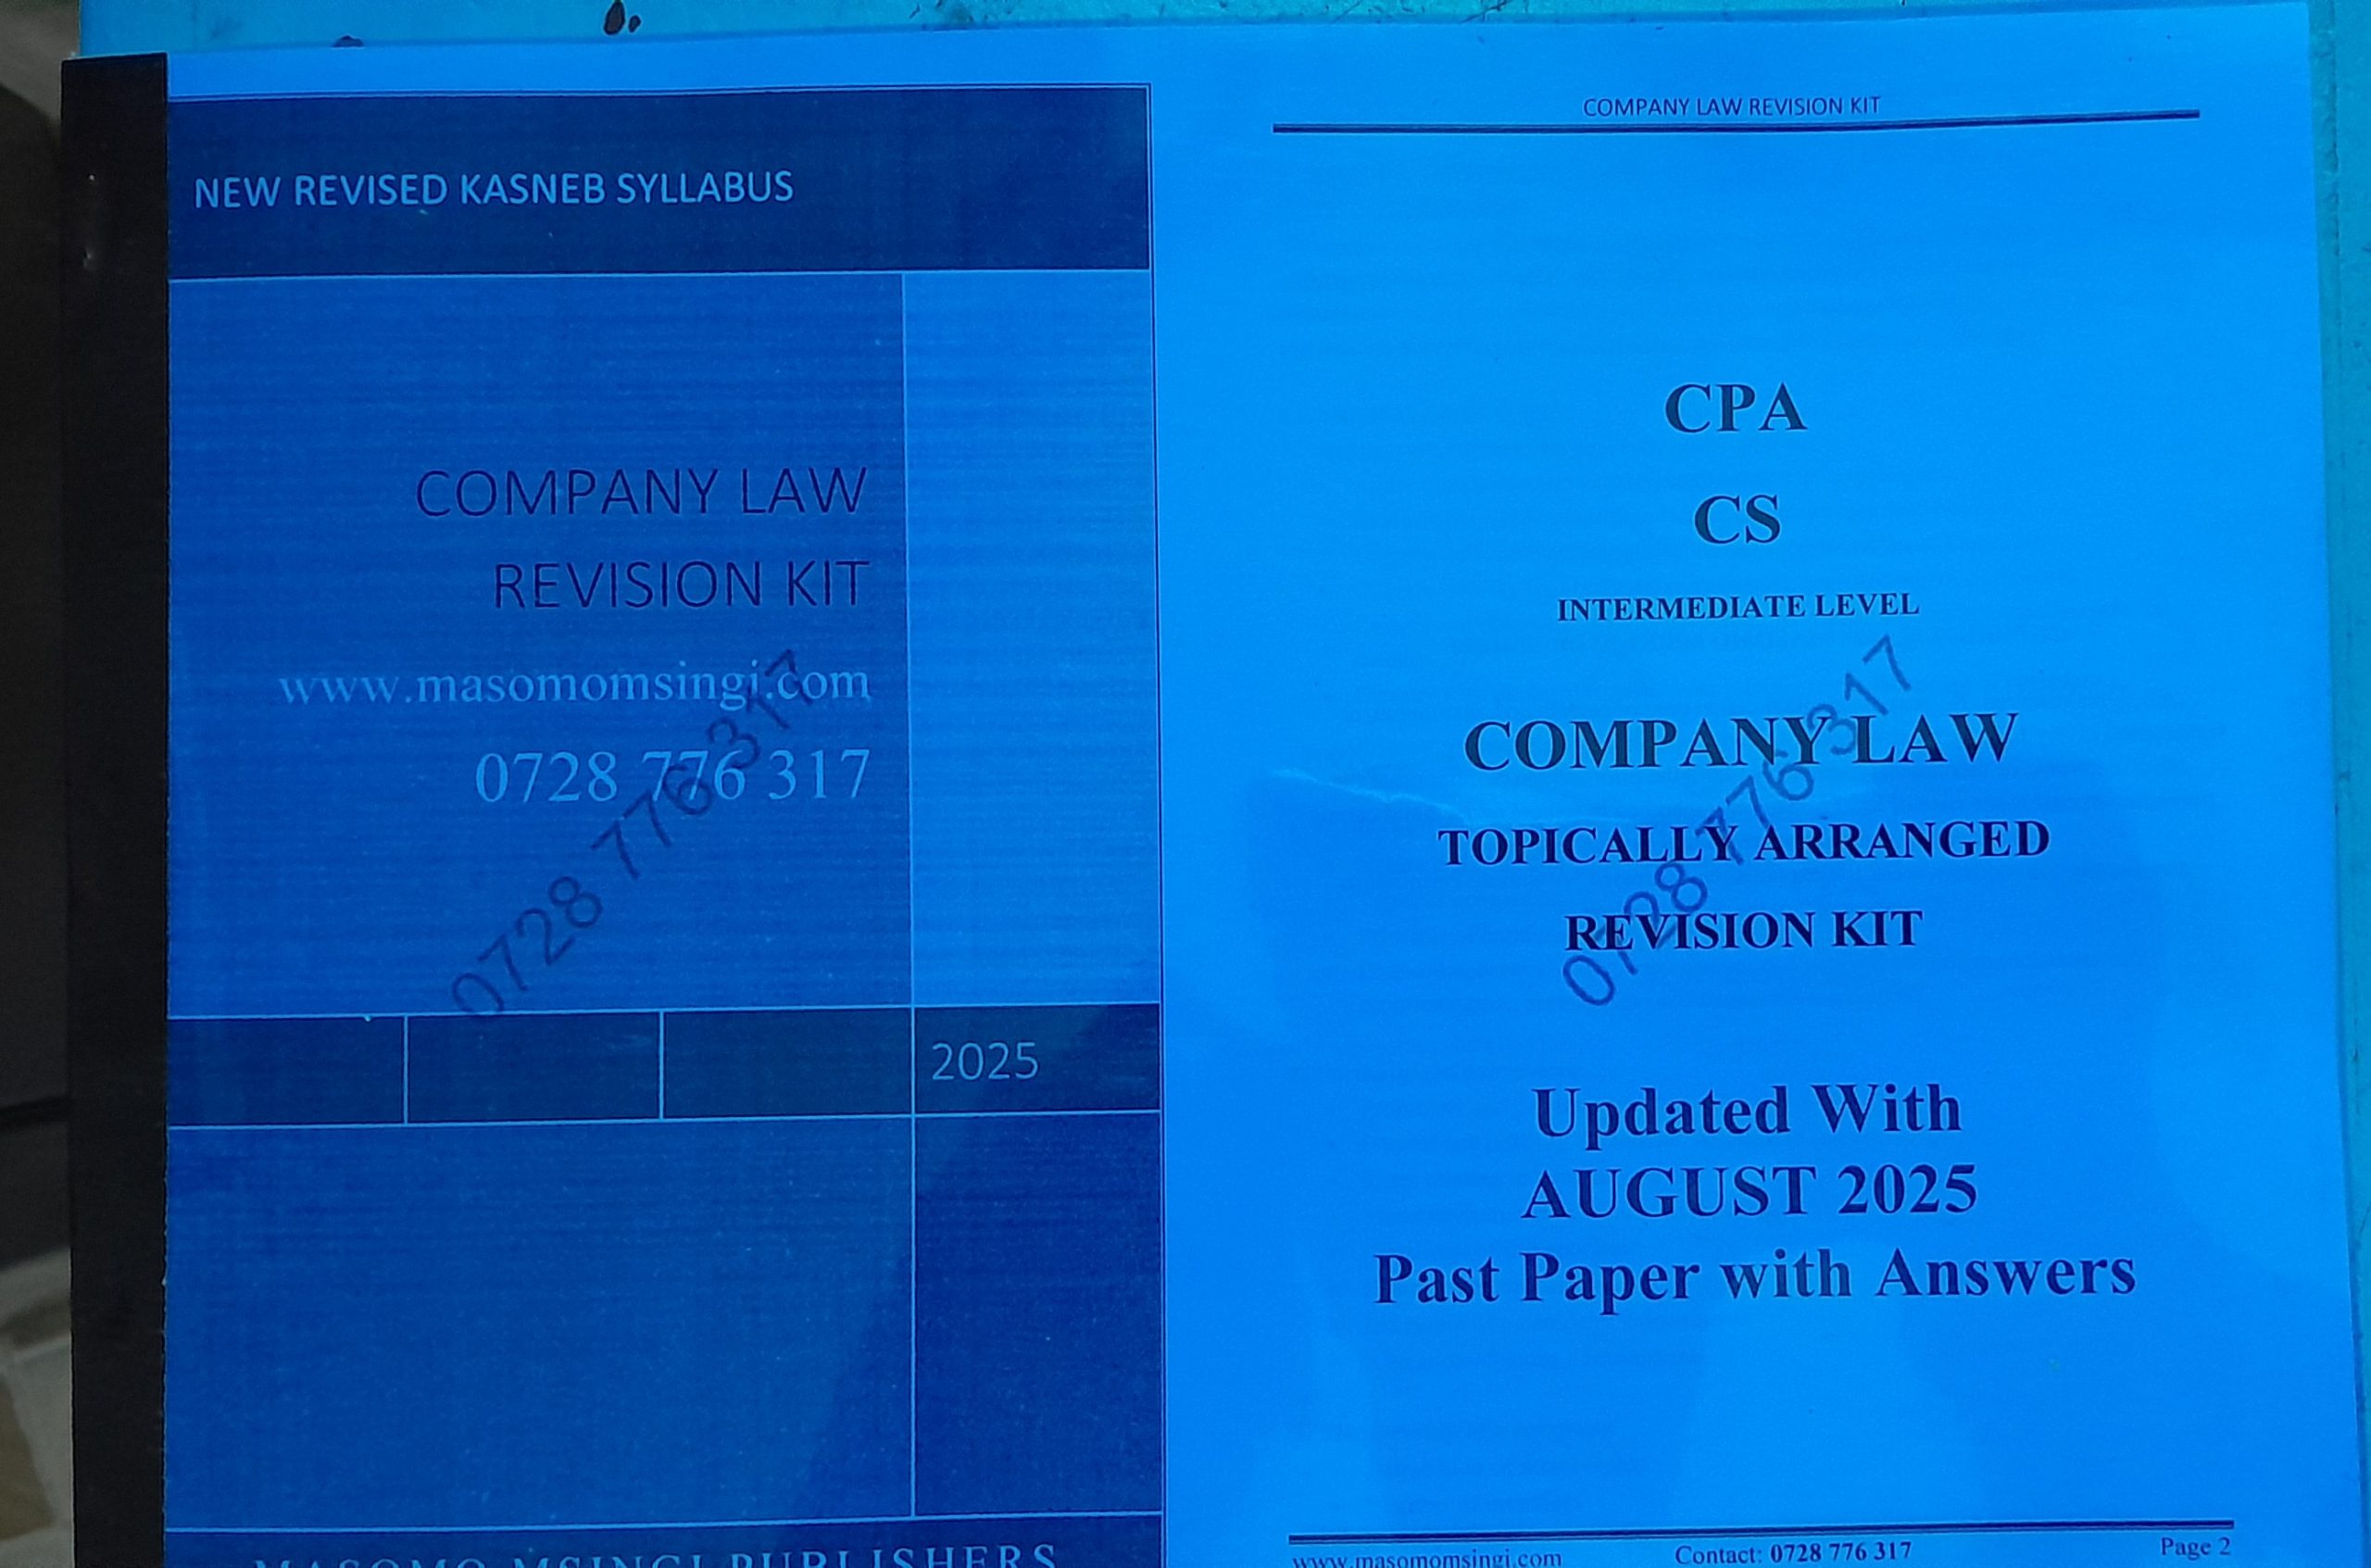 NEW REVISED KASNEB SYLLABUS
COMPANY LAW
REVISION KIT
www.masomomsingi.com
0728 776 317
0728 776 317
2025
MASOMO MSINGI PUBLISHERS
COMPANY LAW REVISION KIT
CPA
CS
INTERMEDIATE LEVEL
COMPANY LAW
TOPICALLY ARRANGED
REVISION KIT
0728 776 317
Updated With
AUGUST 2025
Past Paper with Answers
www.masomomsingi.com Contact: 0728 776 317 Page 2